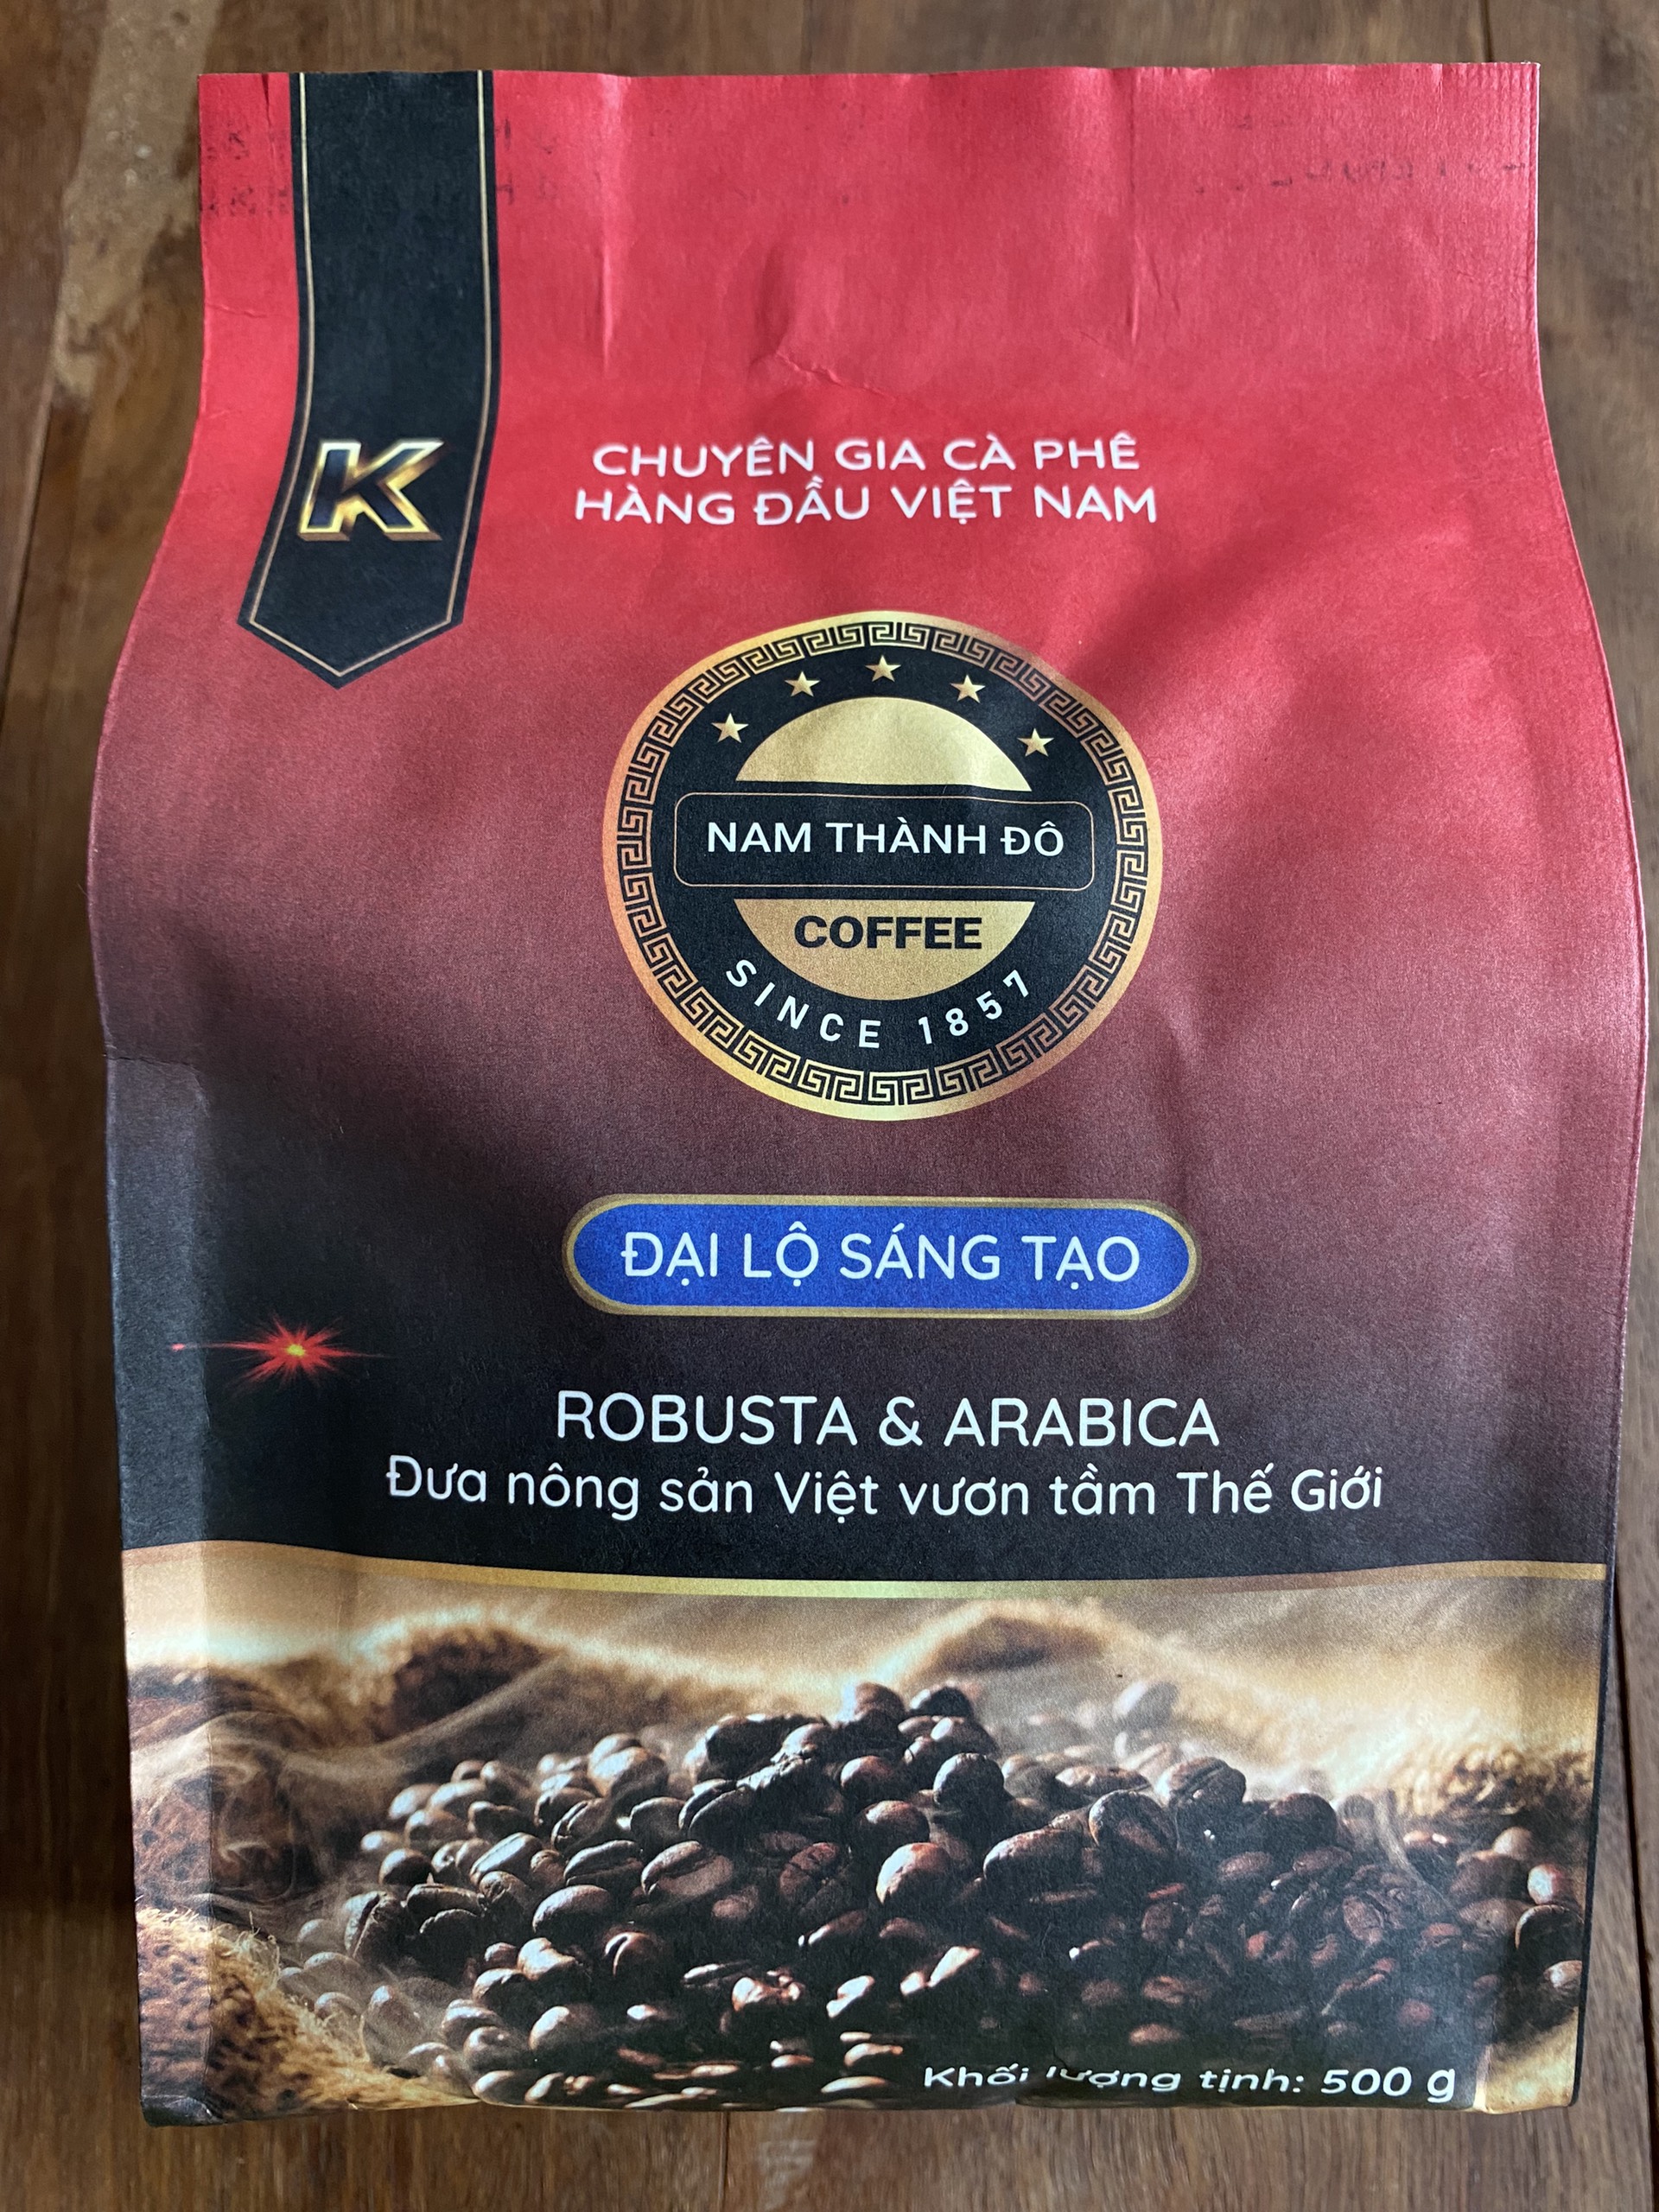 K
CHUYÊN GIA CÀ PHÊ
HÀNG ĐẦU VIỆT NAM
NAM THÀNH ĐÔ
COFFEE
SINCE 1857
ĐẠI LỘ SÁNG TẠO
ROBUSTA & ARABICA
Đưa nông sản Việt vươn tầm Thế Giới
Khối lượng tịnh: 500 g